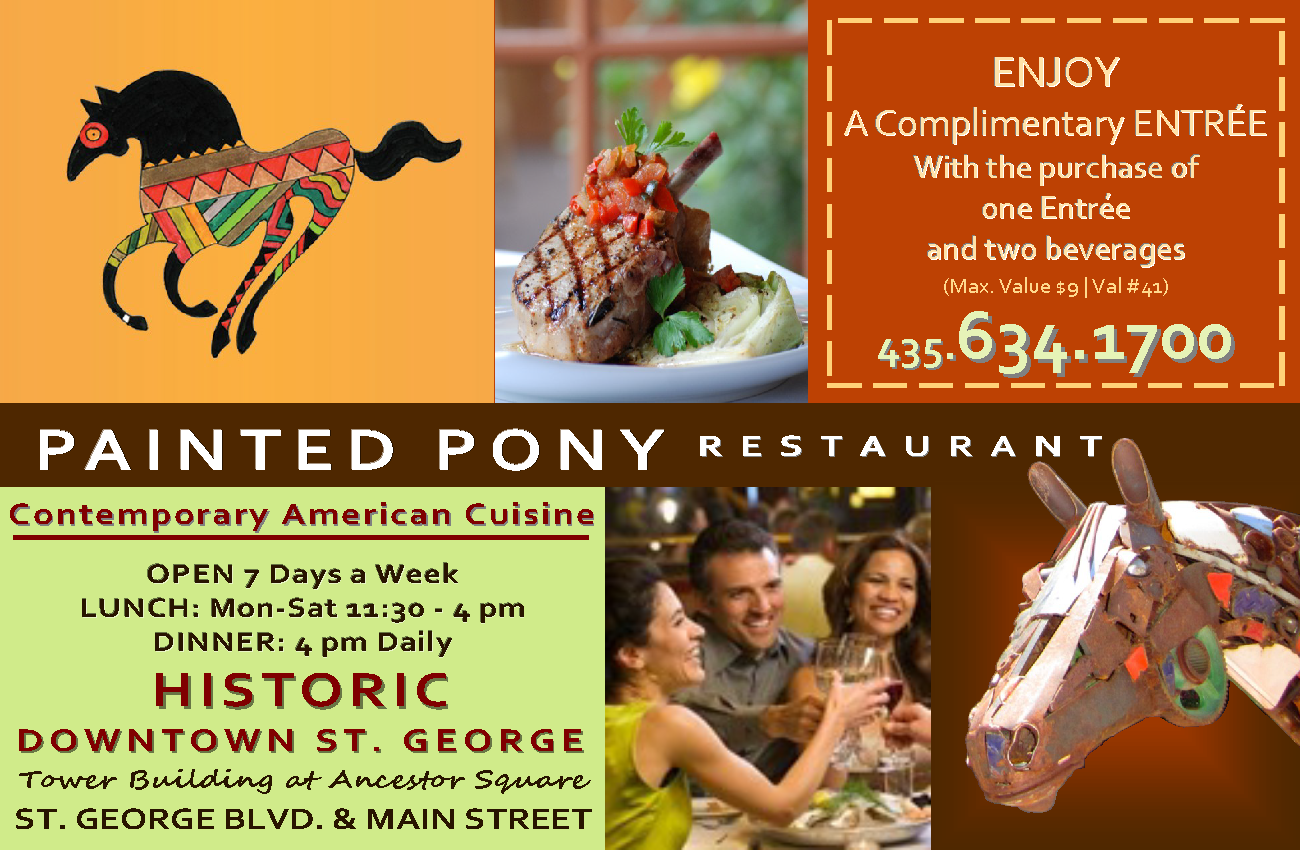 ENJOY
A Complimentary ENTRÉE
With the purchase of
one Entrée
and two beverages
(Max. Value $9 | Val #41)
435.634.1700
PAINTED PONY RESTAURANT
Contemporary American Cuisine
OPEN 7 Days a Week
LUNCH: Mon-Sat 11:30 - 4 pm
DINNER: 4 pm Daily
HISTORIC
DOWNTOWN ST. GEORGE
Tower Building at Ancestor Square
ST. GEORGE BLVD. & MAIN STREET